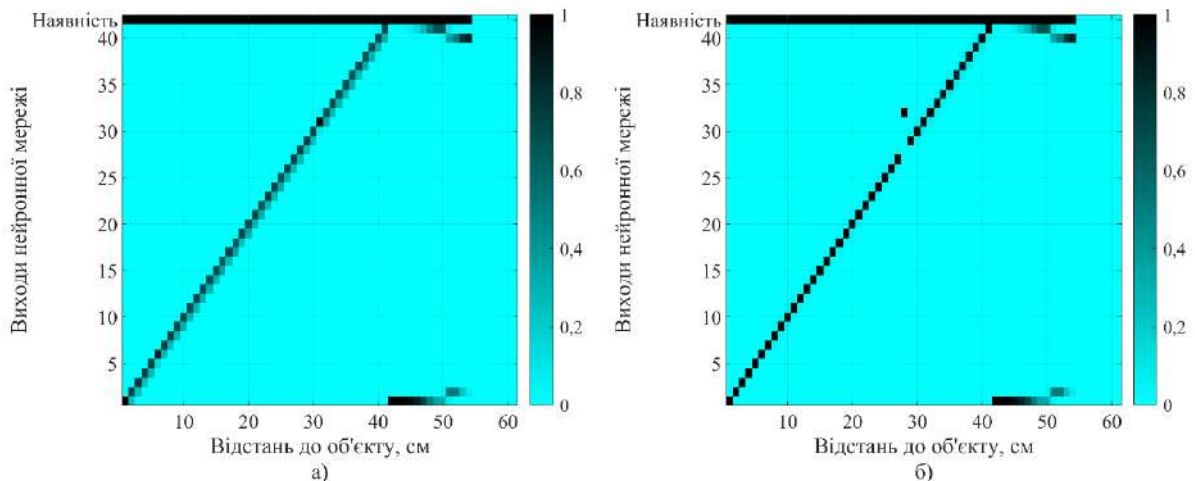 Наявність
40
35
30
25
20
15
10
5
Виходи нейронної мережі
10 20 30 40 50 60
Відстань до об'єкту, см
а)
1
0,8
0,6
0,4
0,2
0
Наявність
40
35
30
25
20
15
10
5
Виходи нейронної мережі
10 20 30 40 50 60
Відстань до об'єкту, см
б)
1
0,8
0,6
0,4
0,2
0